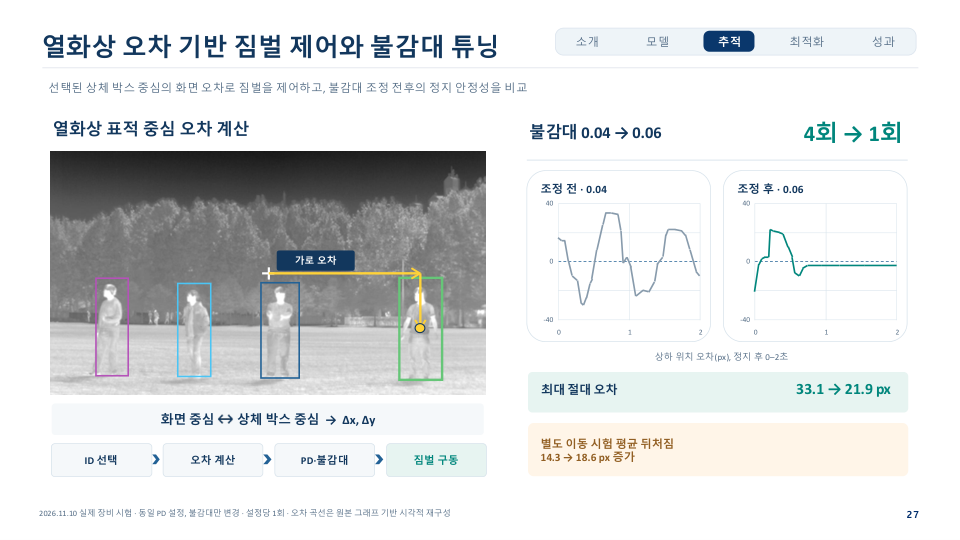 열화상 오차 기반 짐벌 제어와 불감대 튜닝
소개 모델 추적 최적화 성과
선택된 상체 박스 중심의 화면 오차로 짐벌을 제어하고, 불감대 조정 전후의 정지 안정성을 비교
열화상 표적 중심 오차 계산
가로 오차
화면 중심 ↔ 상체 박스 중심 → Δx, Δy
ID 선택 › 오차 계산 › PD·불감대 › 짐벌 구동
불감대 0.04 → 0.06
4회 → 1회
조정 전 · 0.04
40
0
-40
0 1 2
조정 후 · 0.06
40
0
-40
0 1 2
상하 위치 오차(px), 정지 후 0–2초
최대 절대 오차
33.1 → 21.9 px
별도 이동 시험 평균 뒤처짐
14.3 → 18.6 px 증가
2026.11.10 실제 장비 시험 · 동일 PD 설정, 불감대만 변경 · 설정당 1회 · 오차 곡선은 원본 그래프 기반 시각적 재구성
27